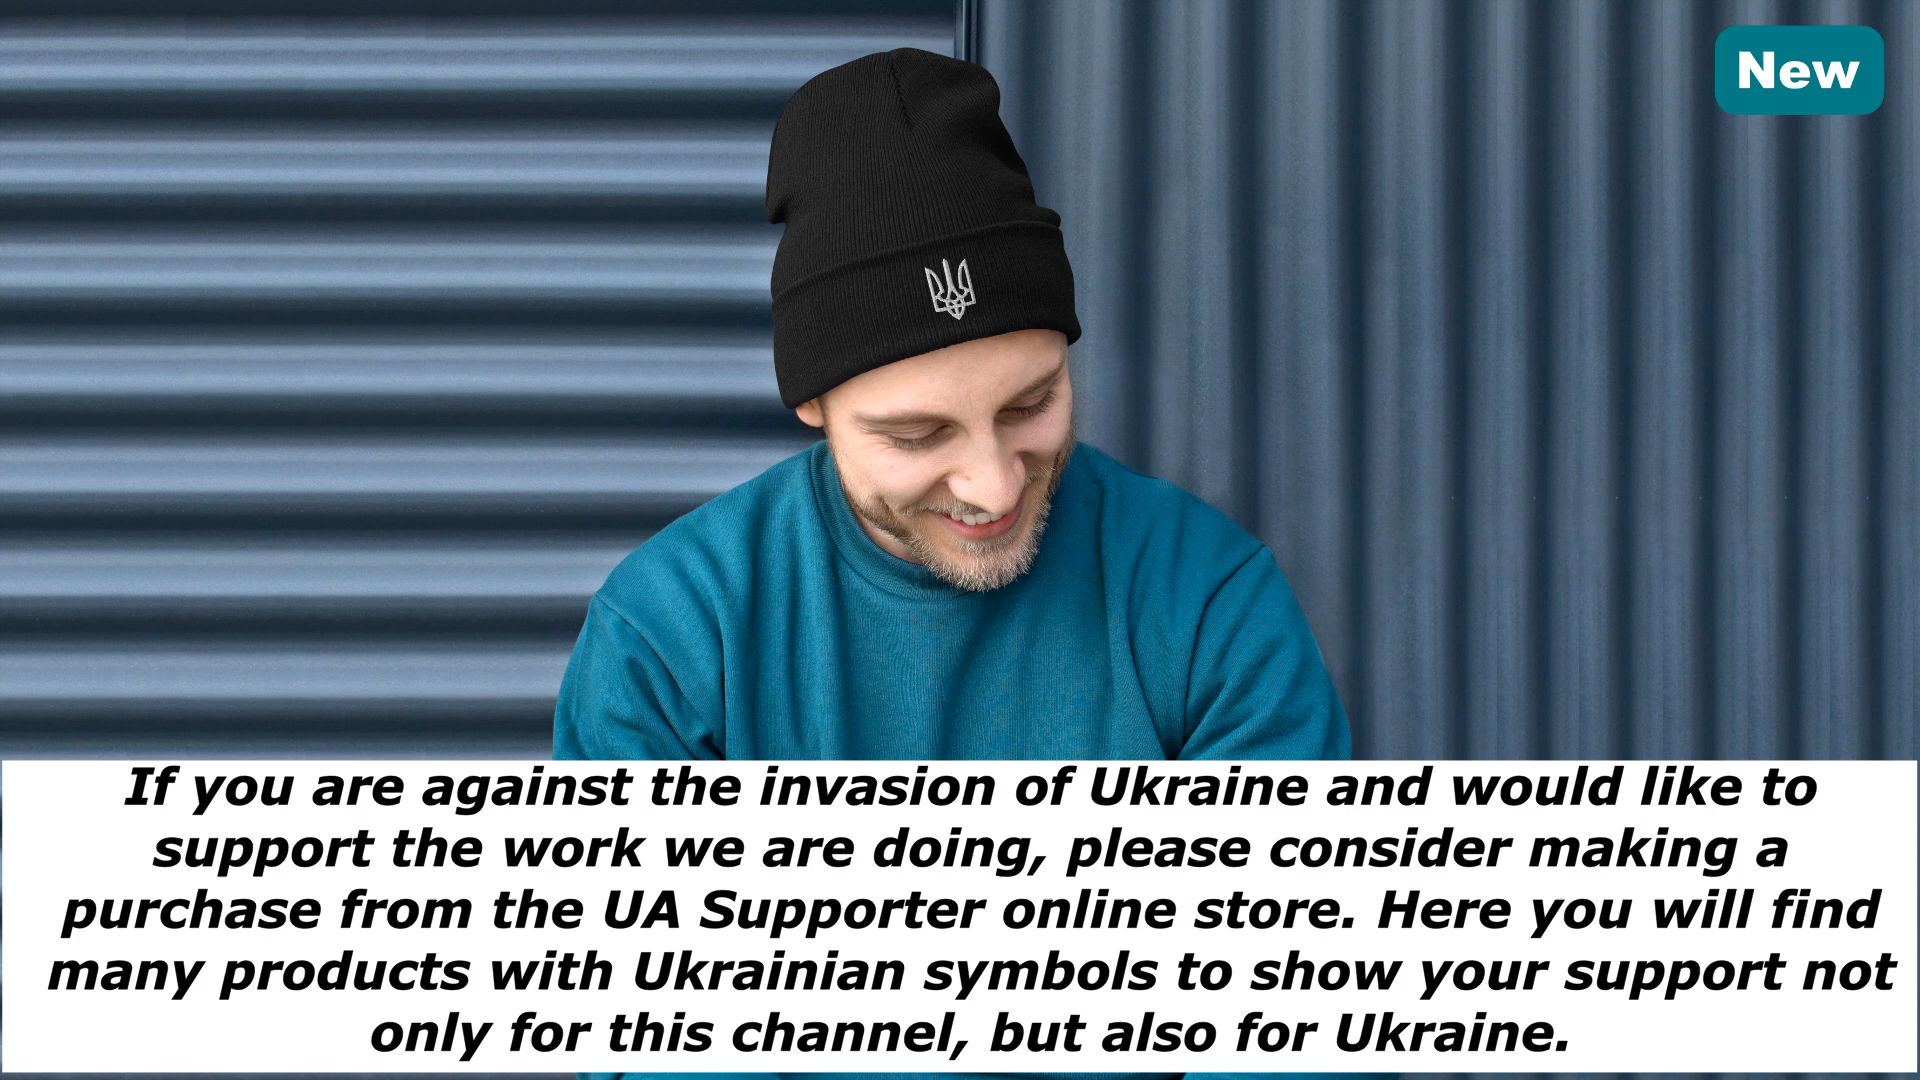 New
If you are against the invasion of Ukraine and would like to
support the work we are doing, please consider making a
purchase from the UA Supporter online store. Here you will find
many products with Ukrainian symbols to show your support not
only for this channel, but also for Ukraine.